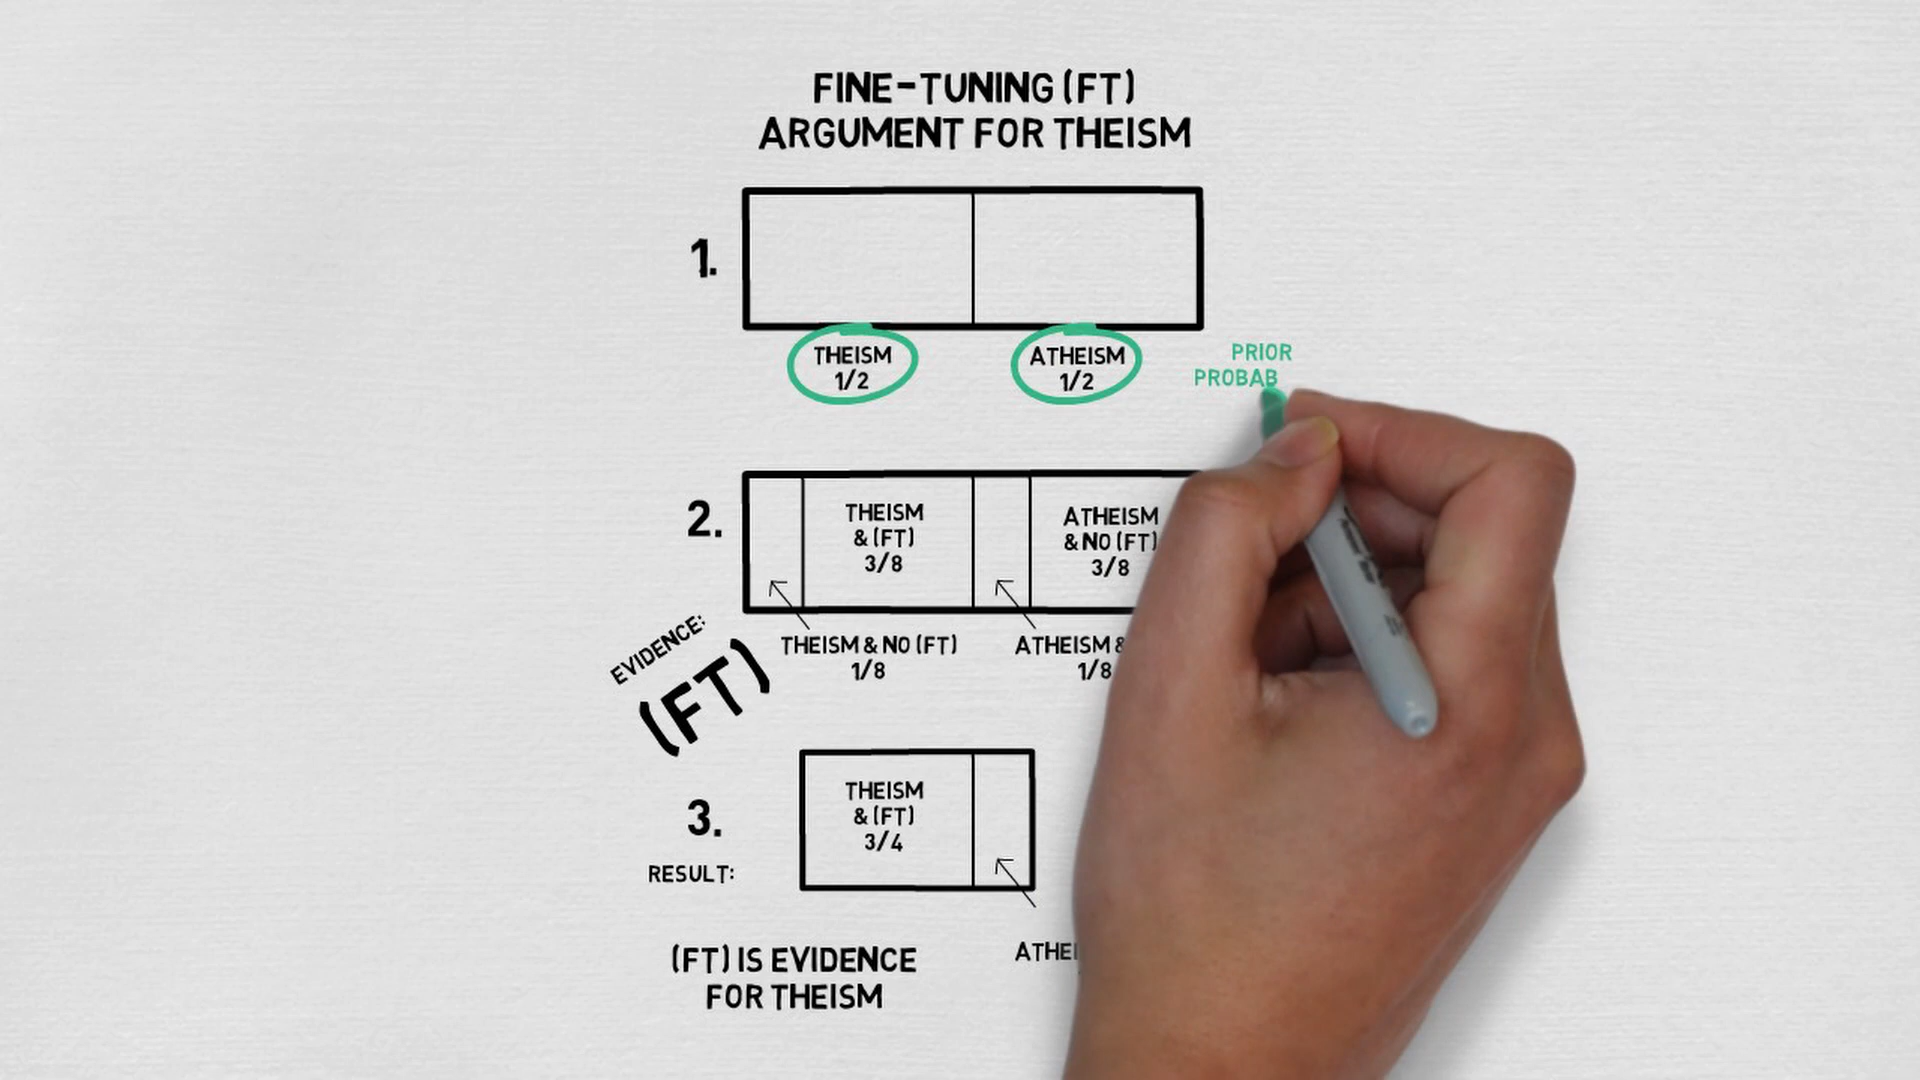 FINE-TUNING (FT)
ARGUMENT FOR THEISM
1.
THEISM
1/2
ATHEISM
1/2
PRIOR
PROBAB
2.
THEISM
& (FT)
3/8
ATHEISM
& NO (FT)
3/8
THEISM & NO (FT)
1/8
ATHEISM &
1/8
EVIDENCE:
(FT)
3.
RESULT:
THEISM
& (FT)
3/4
ATHEI
(FT) IS EVIDENCE
FOR THEISM